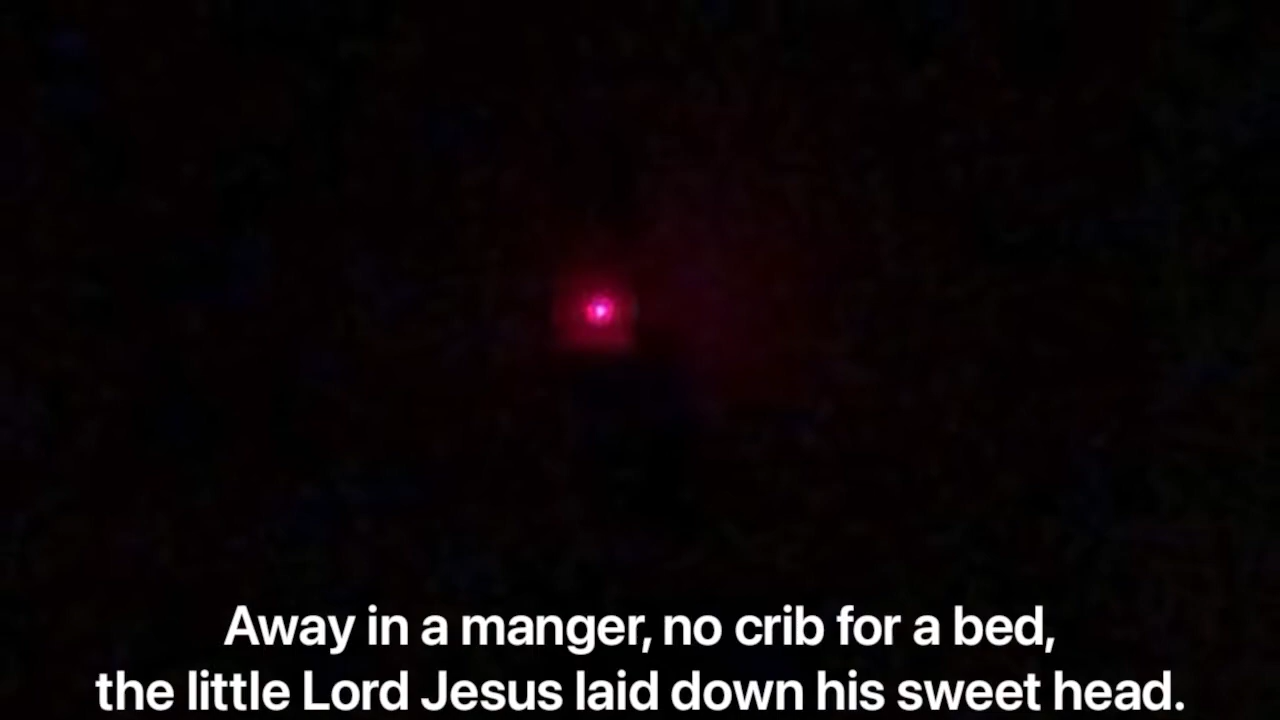 Away in a manger, no crib for a bed,
the little Lord Jesus laid down his sweet head.